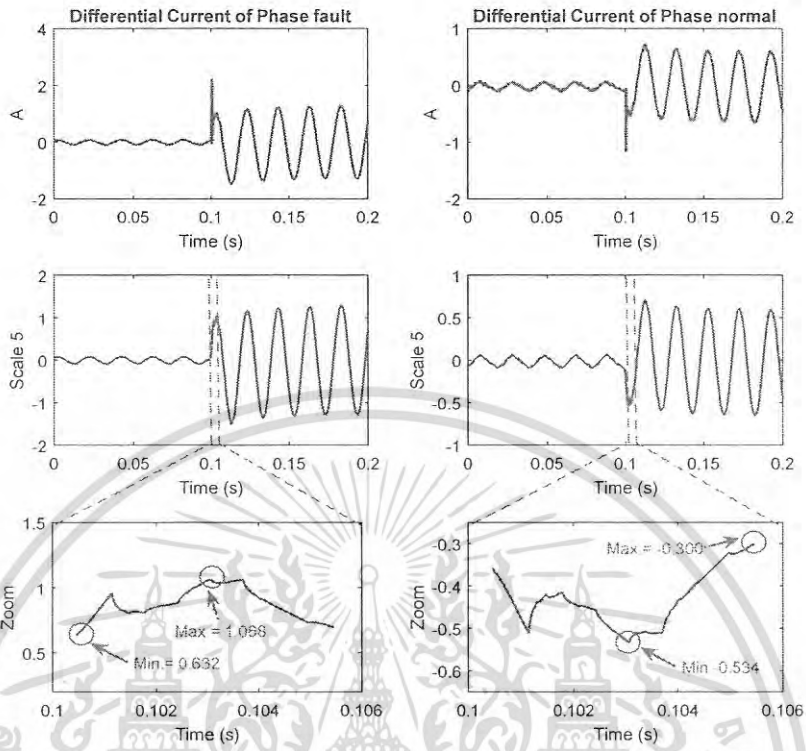 Differential Current of Phase fault
Differential Current of Phase normal
4
2
0
-2
A
0
0.05
0.1
0.15
0.2
Time (s)
1
0
-1
2
A
0
0.05
0.1
0.15
0.2
Time (s)
2
1
0
-1
-2
Scale 5
0
0.05
0.1
0.15
0.2
Time (s)
1
0.5
0
-0.5
-1
Scale 5
0
0.05
0.1
0.15
0.2
Time (s)
1.5
1
0.5
Zoom
Max = 1.068
Min = 0.632
0.1
0.102
0.104
0.106
Time (s)
-0.3
-0.4
-0.5
-0.6
Zoom
Max = -0.300
Min -0.534
0.1
0.102
0.104
0.106
Time (s)